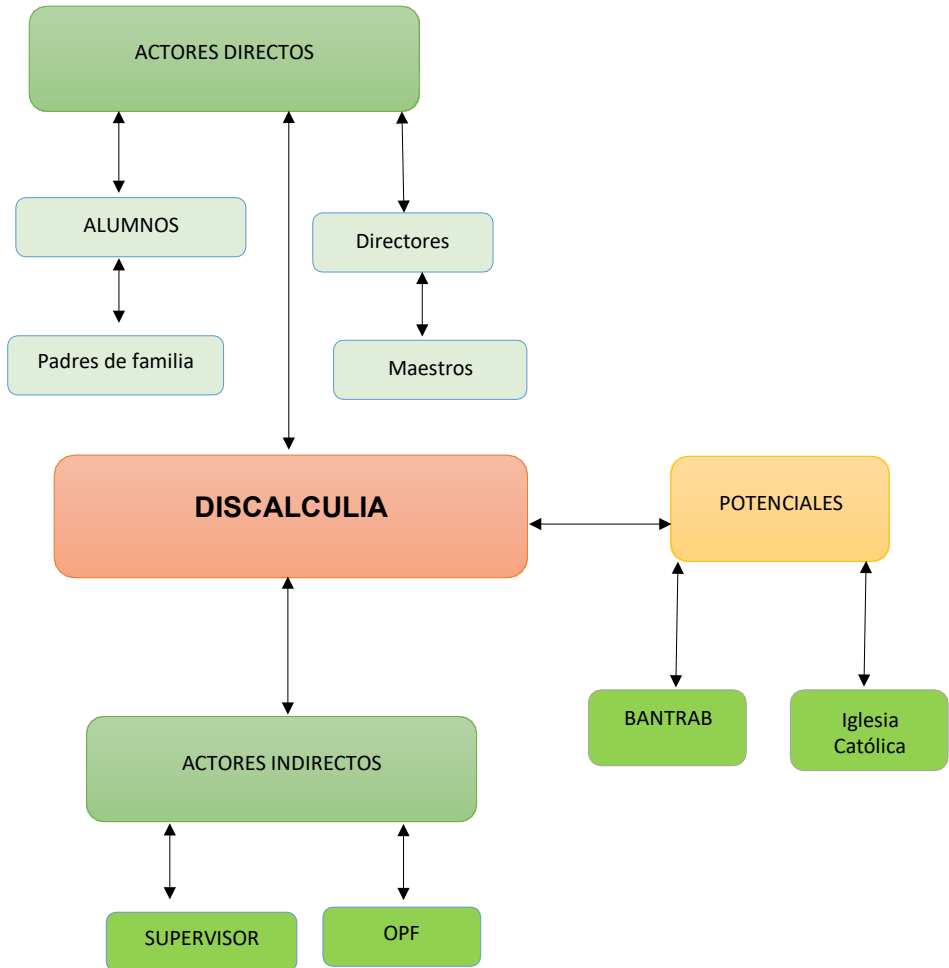 ACTORES DIRECTOS
ALUMNOS
Directores
Padres de familia
Maestros
DISCALCULIA
POTENCIALES
BANTRAB
Iglesia
Católica
ACTORES INDIRECTOS
SUPERVISOR
OPF